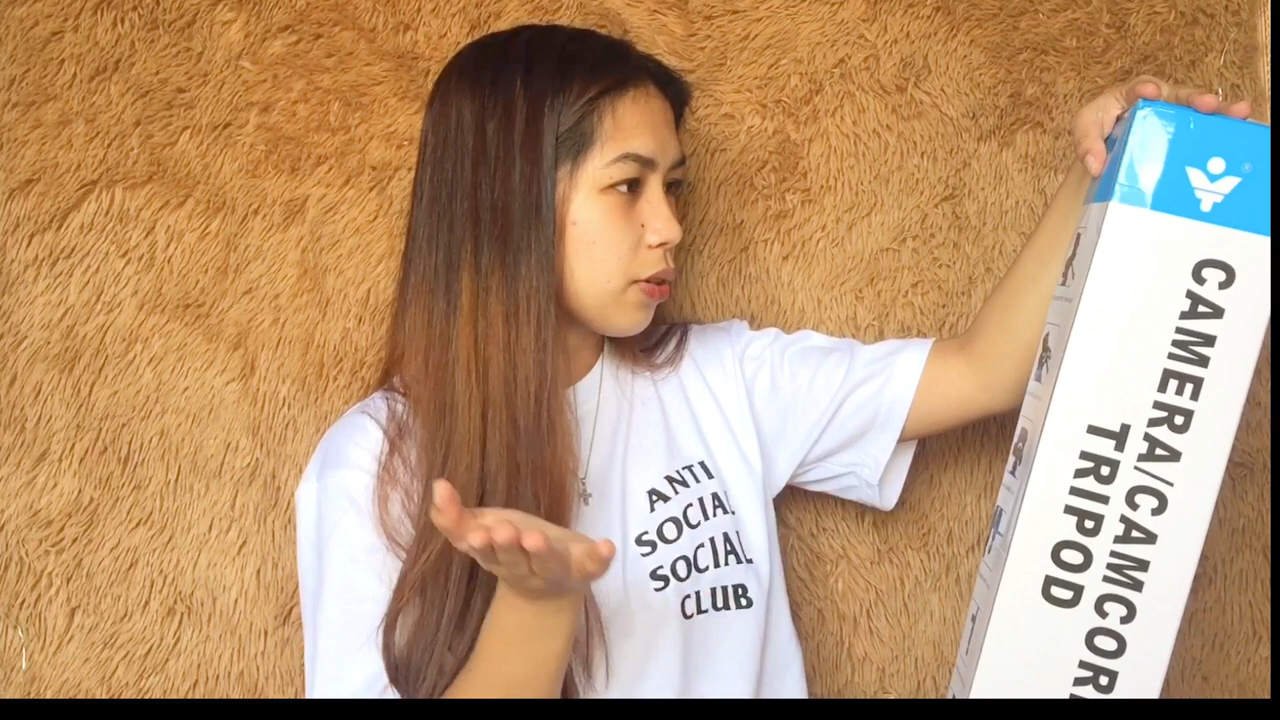 ANTI
SOCIAL
SOCIAL
CLUB
CAMERA/CAMCOR
TRIPOD
®